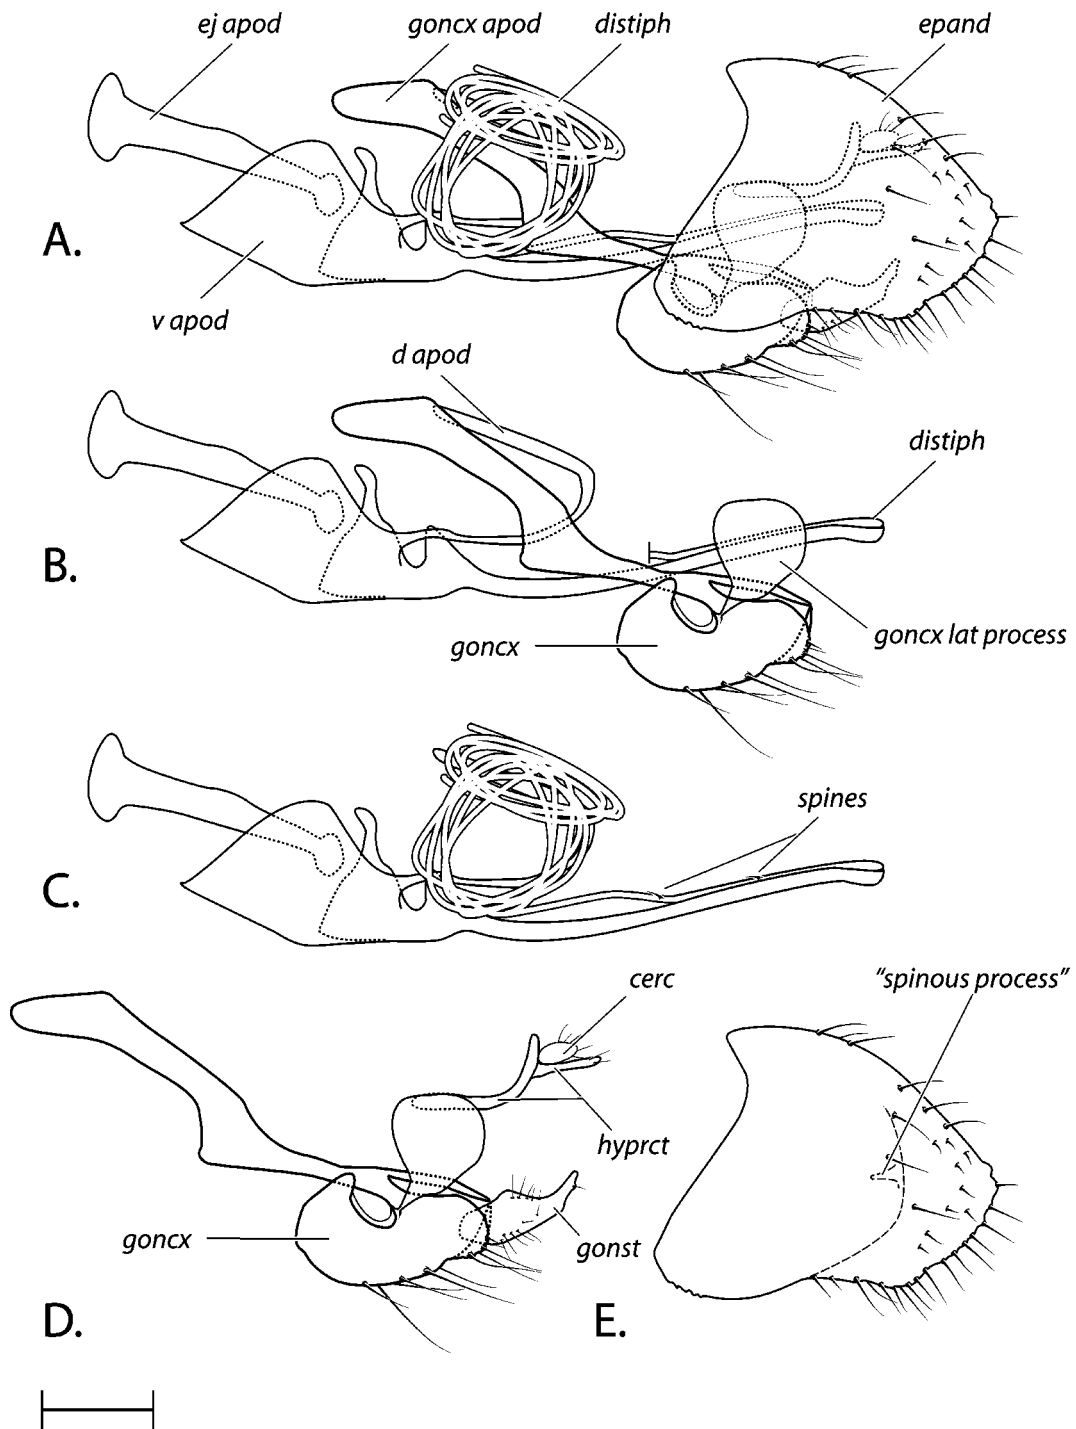 ej apod
goncx apod
distiph
epand
A.
v apod
d apod
distiph
B.
goncx
goncx lat process
spines
C.
cerc
“spinous process”
hyprct
goncx
gonst
D.
E.